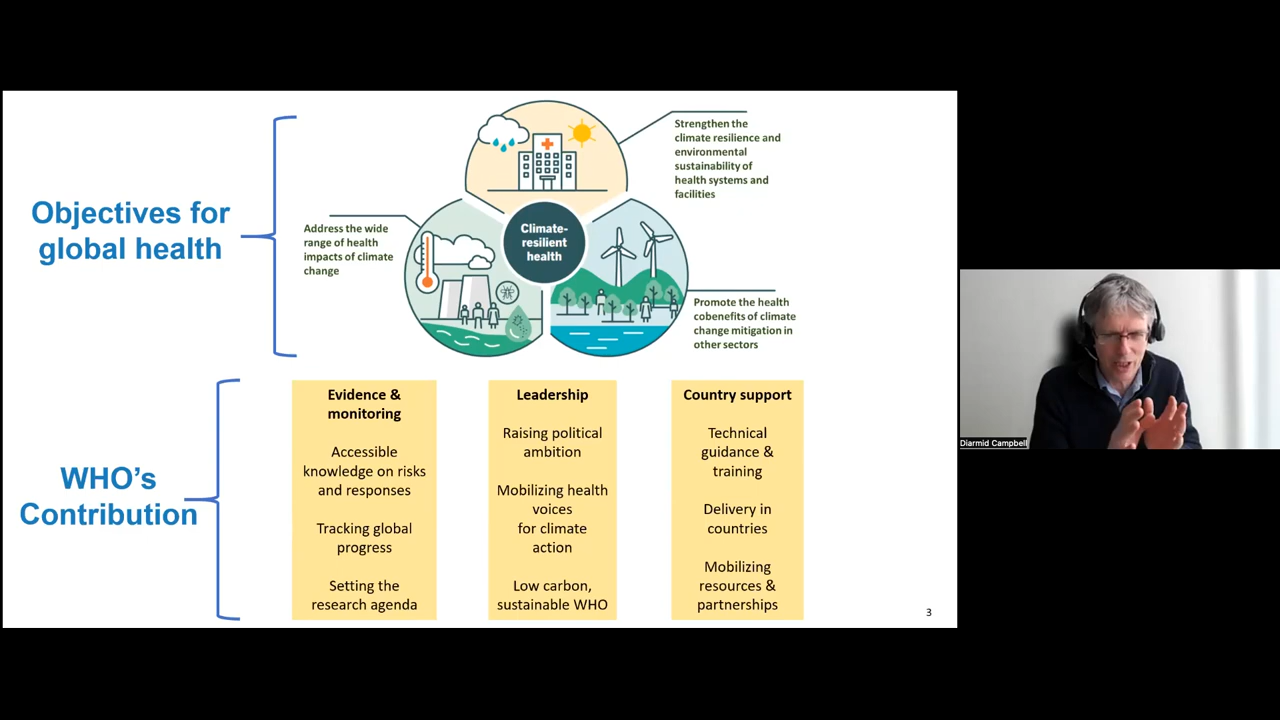 Objectives for
global health
Address the wide
range of health
impacts of climate
change
Climate-
resilient
health
Strengthen the
climate resilience and
environmental
sustainability of
health systems and
facilities
Promote the health
cobenefits of climate
change mitigation in
other sectors
WHO's
Contribution
Evidence &
monitoring
Accessible
knowledge on risks
and responses
Tracking global
progress
Setting the
research agenda
Leadership
Raising political
ambition
Mobilizing health
voices
for climate
action
Low carbon,
sustainable WHO
Country support
Technical
guidance &
training
Delivery in
countries
Mobilizing
resources &
partnerships
3
Diarmid Campbell